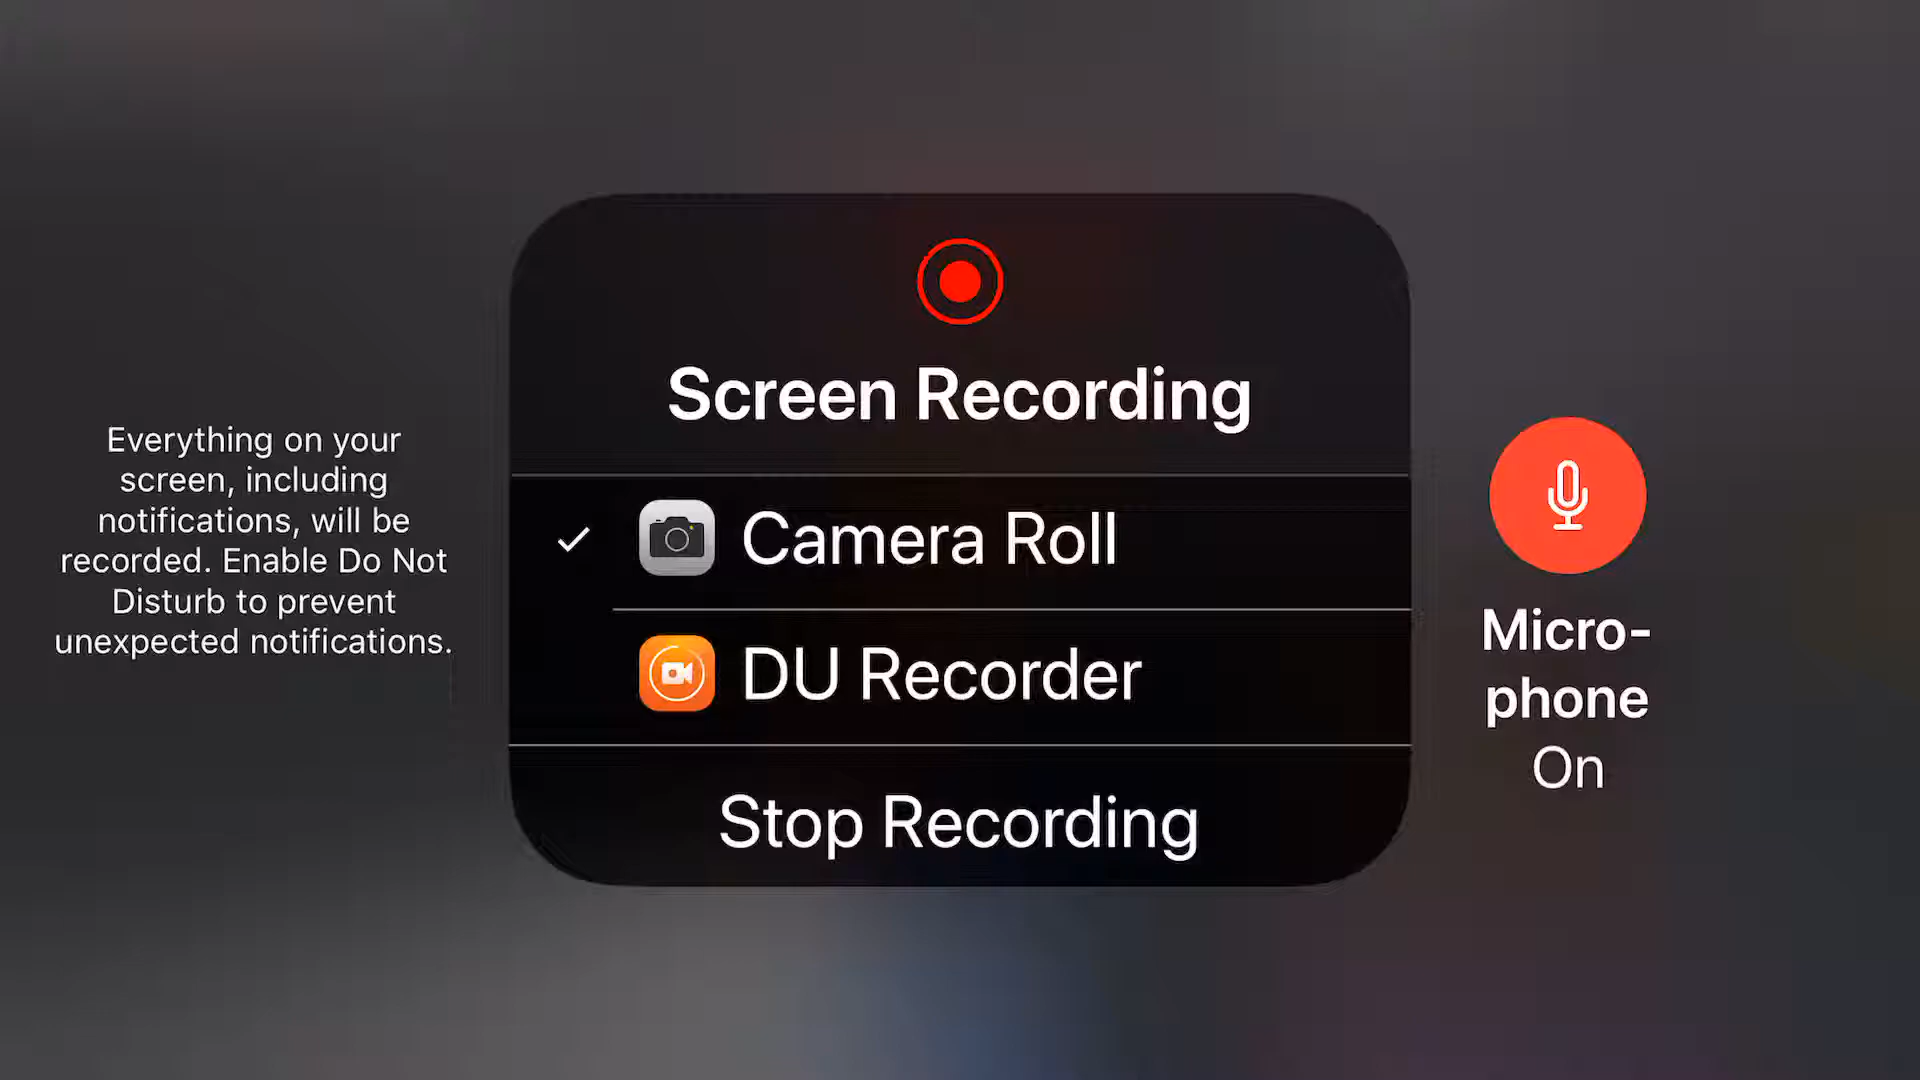 Everything on your
screen, including
notifications, will be
recorded. Enable Do Not
Disturb to prevent
unexpected notifications.
Screen Recording
Camera Roll
DU Recorder
Stop Recording
Micro-
phone
On